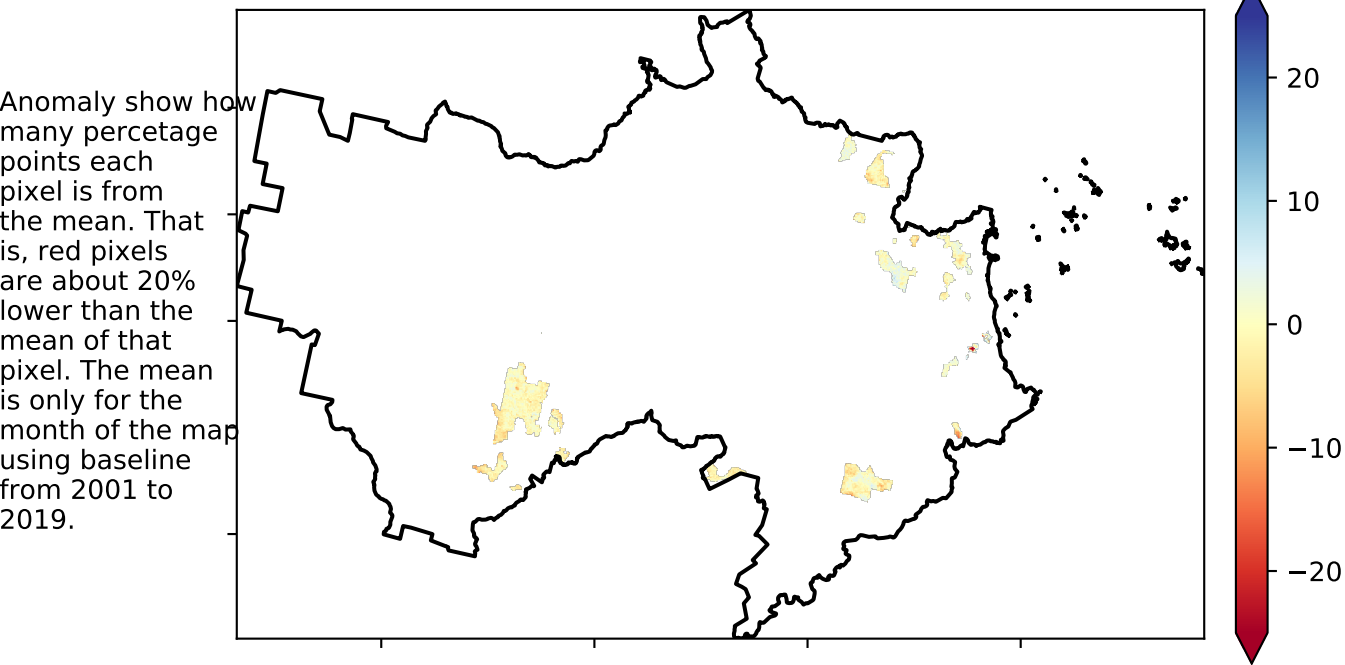 Anomaly show how
many percetage
points each
pixel is from
the mean. That
is, red pixels
are about 20%
lower than the
mean of that
pixel. The mean
is only for the
month of the map
using baseline
from 2001 to
2019.
20
10
0
−10
−20